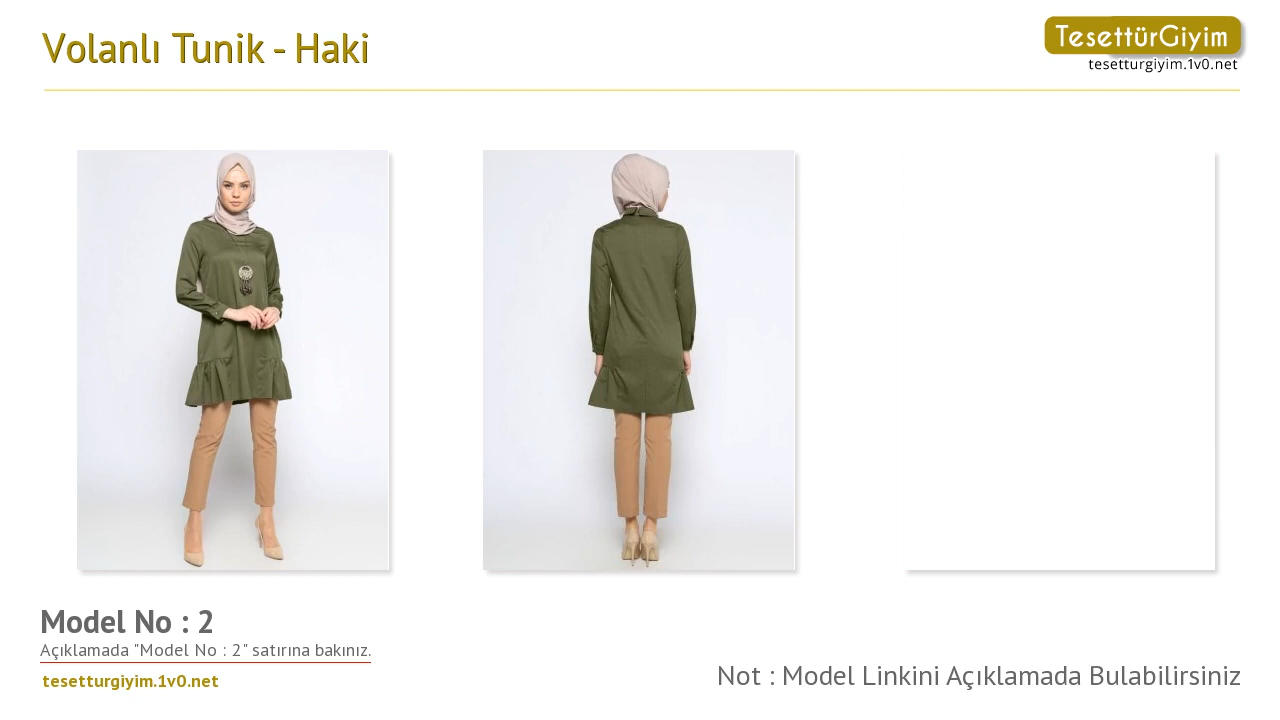 Volanlı Tunik - Haki
TesettürGiyim
tesetturgiyim.1v0.net
Model No : 2
Açıklamada "Model No : 2" satırına bakınız.
tesetturgiyim.1v0.net
Not : Model Linkini Açıklamada Bulabilirsiniz